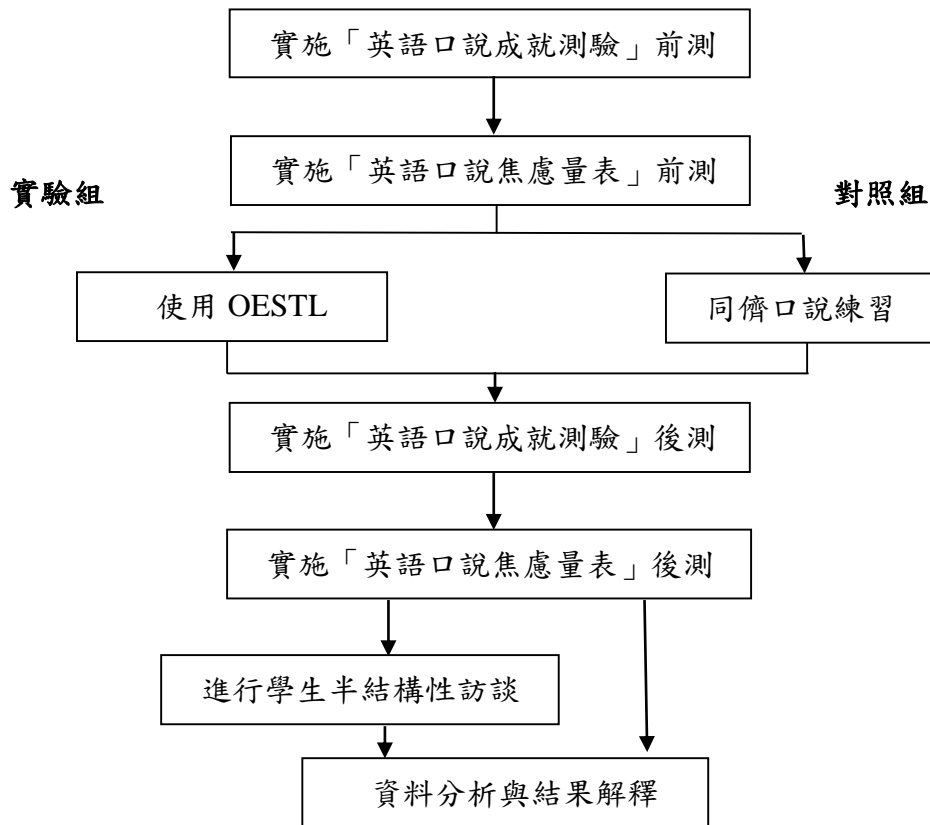 實施「英語口說成就測驗」前測
實施「英語口說焦慮量表」前測
實驗組
對照組
使用 OESTL
同儕口說練習
實施「英語口說成就測驗」後測
實施「英語口說焦慮量表」後測
進行學生半結構性訪談
資料分析與結果解釋